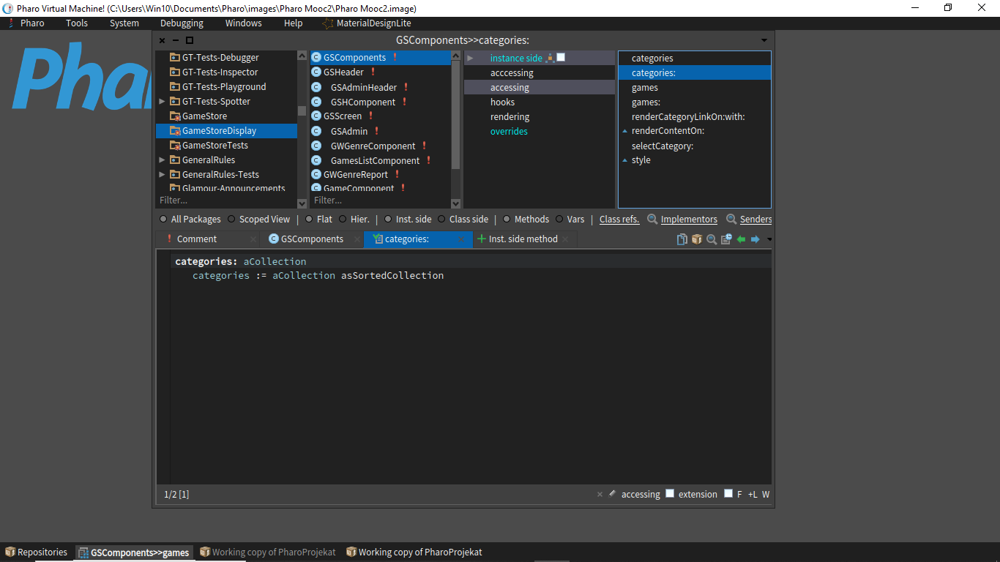 Pharo Virtual Machine! (C:\Users\Win10\Documents\Pharo\images\Pharo Mooc2\Pharo Mooc2.image)
Pharo Tools System Debugging Windows Help MaterialDesignLite
GSComponents>>categories:
GT-Tests-Debugger
GT-Tests-Inspector
GT-Tests-Playground
GT-Tests-Spotter
GameStore
GameStoreDisplay
GameStoreTests
GeneralRules
GeneralRules-Tests
Glamour-Announcements
Filter...
GSComponents
GSHeader
GSAdminHeader
GSHComponent
GSScreen
GSAdmin
GWGenreComponent
GamesListComponent
GWGenreReport
GameComponent
Filter...
instance side
acccessing
accessing
hooks
rendering
overrides
categories
categories:
games
games:
renderCategoryLinkOn:with:
renderContentOn:
selectCategory:
style
All Packages Scoped View | Flat Hier. | Inst. side Class side | Methods Vars Class refs. Implementors Senders
Comment GSComponents categories: Inst. side method
categories: aCollection
categories := aCollection asSortedCollection
1/2 [1] accessing extension F +L W
Repositories GSComponents>>games Working copy of PharoProjekat Working copy of PharoProjekat